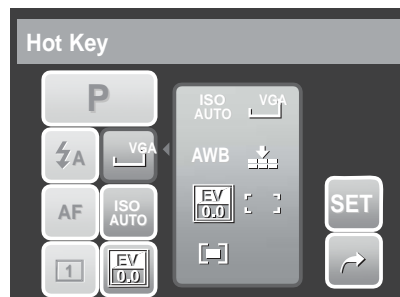 Hot Key
P
ISO AUTO VGA
A VGA
AWB
AF ISO AUTO
EV 0.0
SET
1 EV 0.0